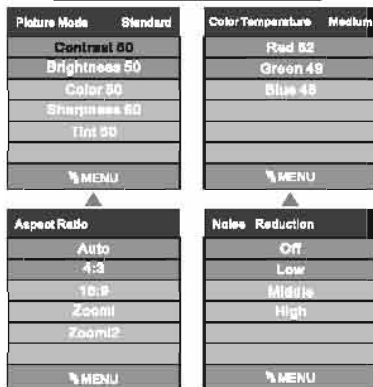 Picture Mode Standard
Contrast 50
Brightness 50
Color 50
Sharpness 50
Tint 50
MENU
Color Temperature Medium
Red 52
Green 49
Blue 48
MENU
Aspect Ratio
Auto
4:3
16:9
Zoom1
Zoom12
MENU
Noise Reduction
Off
Low
Middle
High
MENU